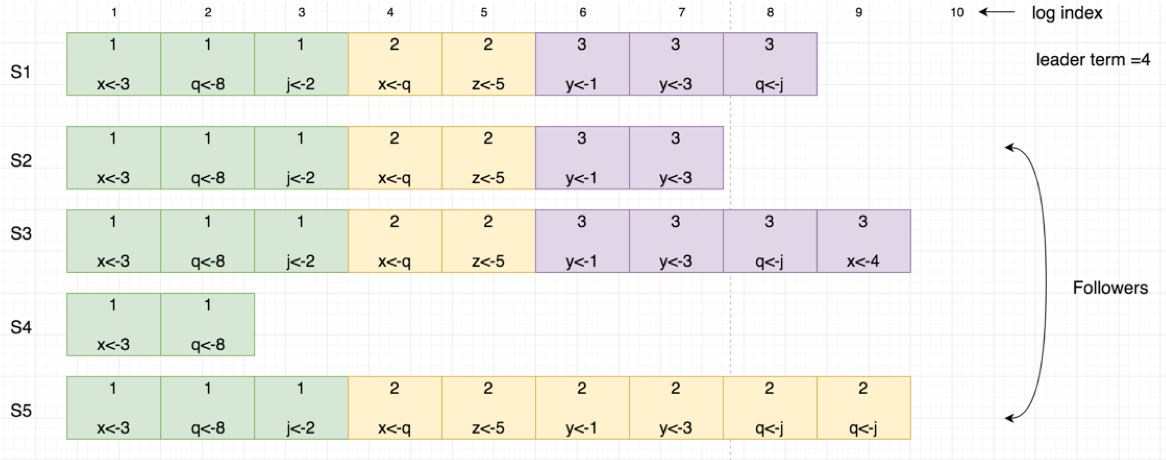 1 2 3 4 5 6 7 8 9 10 log index
leader term =4
S1
1 1 1 2 2 3 3 3
x<-3 q<-8 j<-2 x<-q z<-5 y<-1 y<-3 q<-j
S2
1 1 1 2 2 3 3
x<-3 q<-8 j<-2 x<-q z<-5 y<-1 y<-3
S3
1 1 1 2 2 3 3 3 3
x<-3 q<-8 j<-2 x<-q z<-5 y<-1 y<-3 q<-j x<-4
Followers
S4
1 1
x<-3 q<-8
S5
1 1 1 2 2 2 2 2 2
x<-3 q<-8 j<-2 x<-q z<-5 y<-1 y<-3 q<-j q<-j